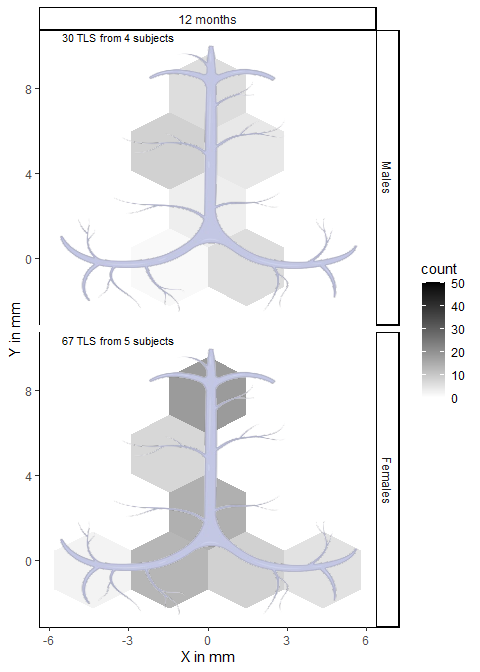 12 months
30 TLS from 4 subjects
8
4
0
Males
67 TLS from 5 subjects
8
4
0
Females
Y in mm
-6 -3 0 3 6
X in mm
count
50
40
30
20
10
0